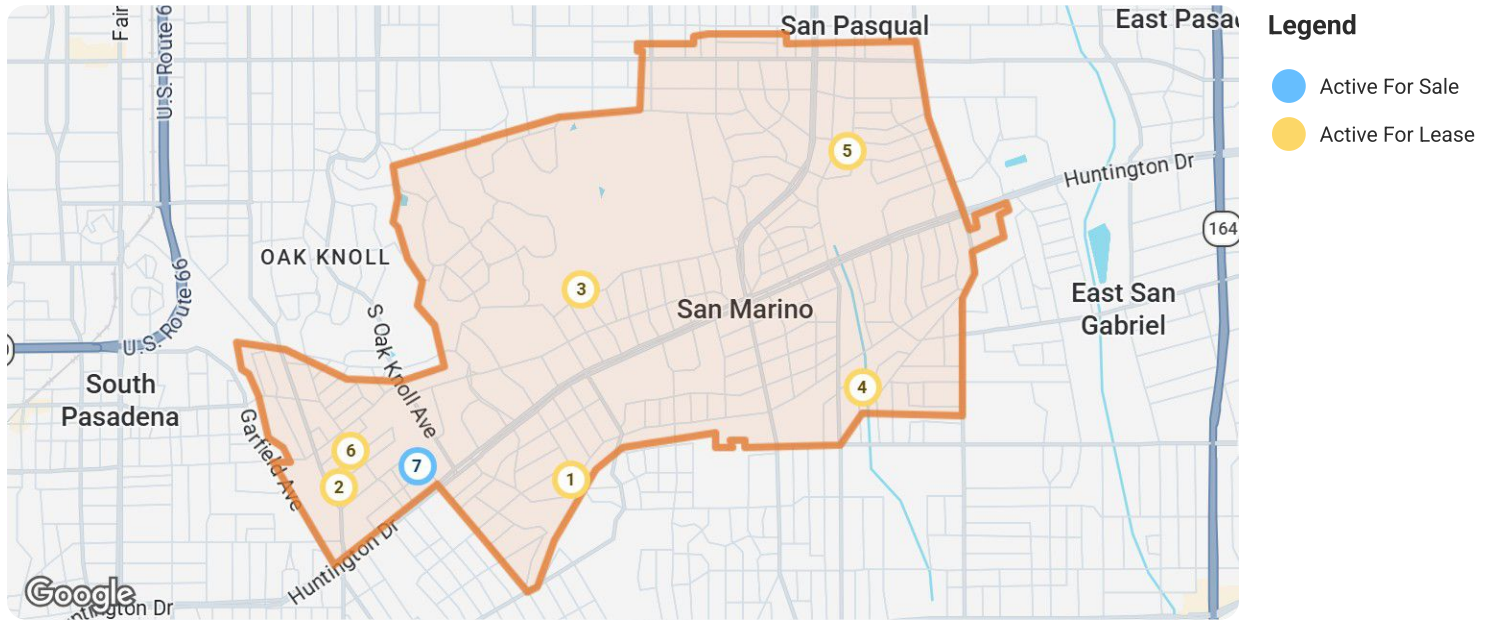 San Pasqual
East Pasa
Fair
U.S. Route 6
Legend
Active For Sale
Active For Lease
5
Huntington Dr
164
OAK KNOLL
U.S. Route 66
3
San Marino
East San
Gabriel
S Oak Knoll Ave
South
Pasadena
4
Garfield Ave
6
7
2
1
Huntington Dr
Google
ntington Dr